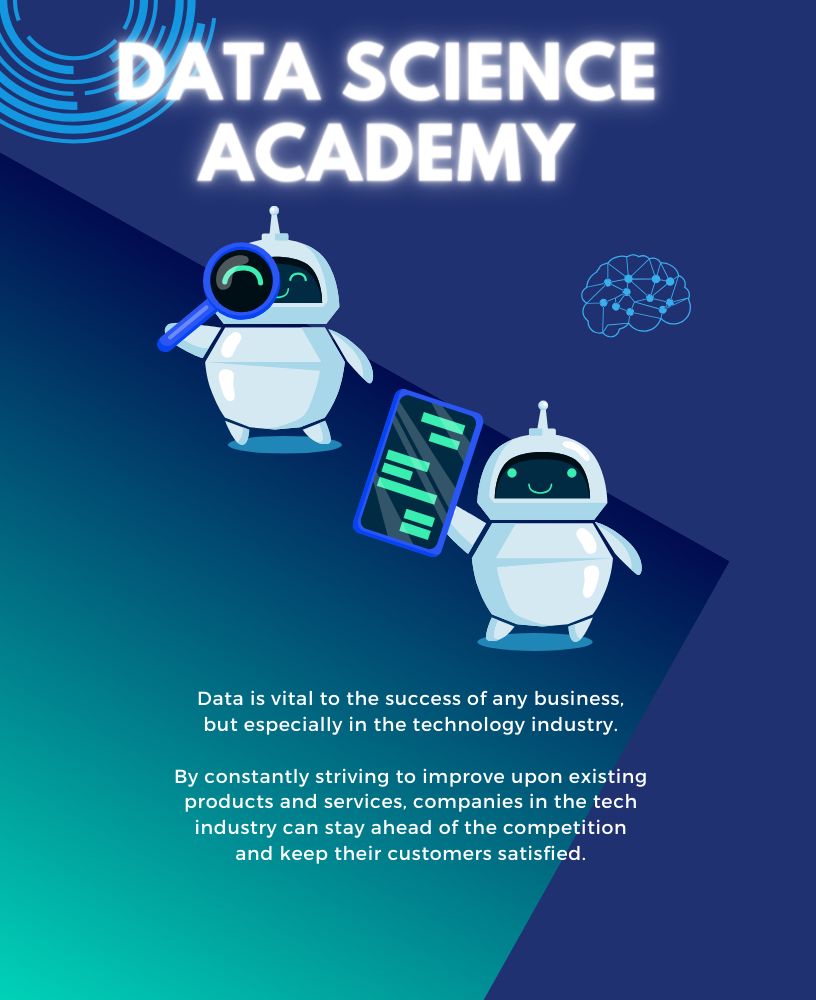 DATA SCIENCE
ACADEMY
Data is vital to the success of any business,
but especially in the technology industry.
By constantly striving to improve upon existing
products and services, companies in the tech
industry can stay ahead of the competition
and keep their customers satisfied.